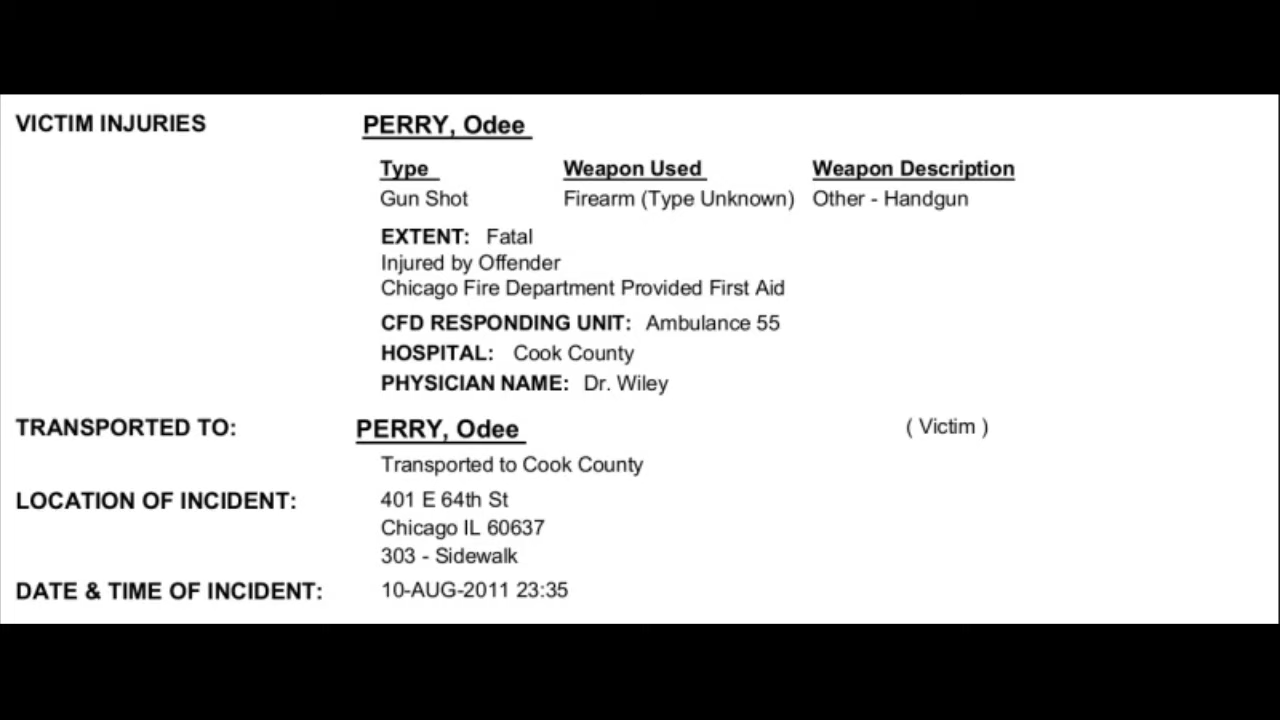 VICTIM INJURIES PERRY, Odee
Type Weapon Used Weapon Description
Gun Shot Firearm (Type Unknown) Other - Handgun
EXTENT: Fatal
Injured by Offender
Chicago Fire Department Provided First Aid
CFD RESPONDING UNIT: Ambulance 55
HOSPITAL: Cook County
PHYSICIAN NAME: Dr. Wiley
TRANSPORTED TO: PERRY, Odee ( Victim )
Transported to Cook County
LOCATION OF INCIDENT: 401 E 64th St
Chicago IL 60637
303 - Sidewalk
DATE & TIME OF INCIDENT: 10-AUG-2011 23:35